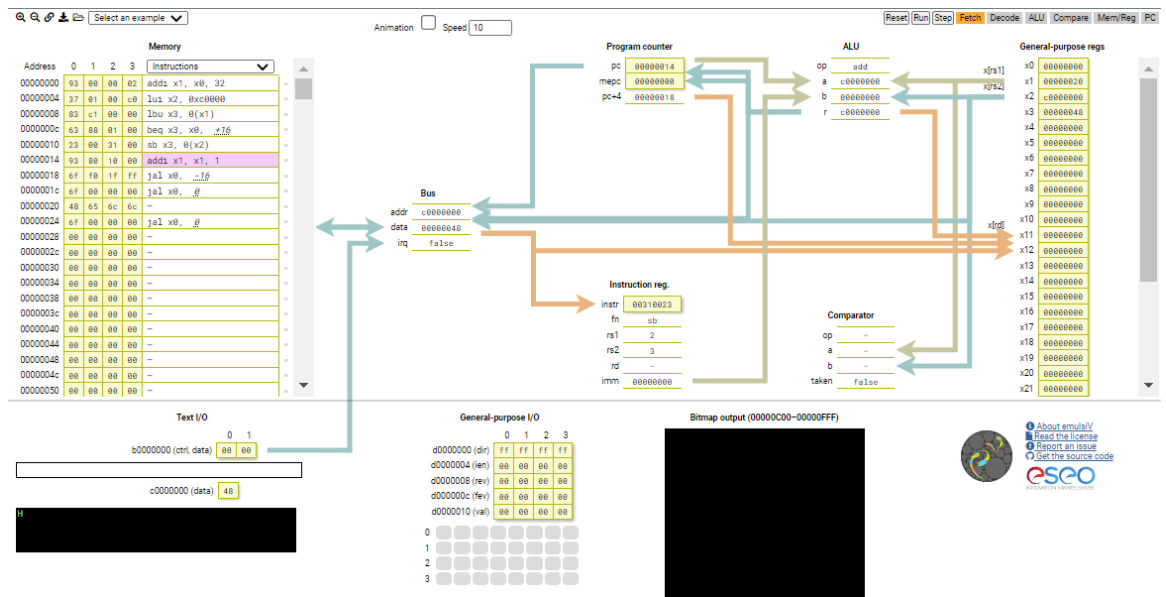 Select an example
Animation Speed 10
Reset Run Step Fetch Decode ALU Compare Mem/Reg PC
Memory
Address 0 1 2 3 Instructions
00000000 93 00 00 02 addi x1, x0, 32 -
00000004 37 01 00 c0 lui x2, 0xc0000 -
00000008 83 c1 00 00 lbu x3, 0(x1) -
0000000c 63 88 01 00 beq x3, x0, +16 -
00000010 23 00 31 00 sb x3, 0(x2) -
00000014 93 80 10 00 addi x1, x1, 1 -
00000018 6f f0 1f ff jal x0, -16 -
0000001c 6f 00 00 00 jal x0, 0 -
00000020 48 65 6c 6c - -
00000024 6f 00 00 00 jal x0, 0 -
00000028 00 00 00 00 - -
0000002c 00 00 00 00 - -
00000030 00 00 00 00 - -
00000034 00 00 00 00 - -
00000038 00 00 00 00 - -
0000003c 00 00 00 00 - -
00000040 00 00 00 00 - -
00000044 00 00 00 00 - -
00000048 00 00 00 00 - -
0000004c 00 00 00 00 - -
00000050 00 00 00 00 - -
Bus
addr c0000000
data 00000048
irq false
Program counter
pc 00000014
mepc 00000000
pc+4 00000018
Instruction reg.
instr 00310023
fn sb
rs1 2
rs2 3
rd -
imm 00000000
ALU
op add
a c0000000
b 00000000
r c0000000
Comparator
op -
a -
b -
taken false
General-purpose regs
x[rs1]
x[rs2]
x[rd]
x0 00000000
x1 00000020
x2 c0000000
x3 00000048
x4 00000000
x5 00000000
x6 00000000
x7 00000000
x8 00000000
x9 00000000
x10 00000000
x11 00000000
x12 00000000
x13 00000000
x14 00000000
x15 00000000
x16 00000000
x17 00000000
x18 00000000
x19 00000000
x20 00000000
x21 00000000
Text I/O
0 1
b0000000 (ctrl, data) 00 00
c0000000 (data) 48
H
General-purpose I/O
0 1 2 3
d0000000 (dir) ff ff ff ff
d0000004 (ien) 00 00 00 00
d0000008 (rev) 00 00 00 00
d000000c (fev) 00 00 00 00
d0000010 (val) 00 00 00 00
0
1
2
3
Bitmap output (00000C00-00000FFF)
About emulsiV
Read the license
Report an issue
Get the source code
eseo
INNOVATION MAKES SENSE